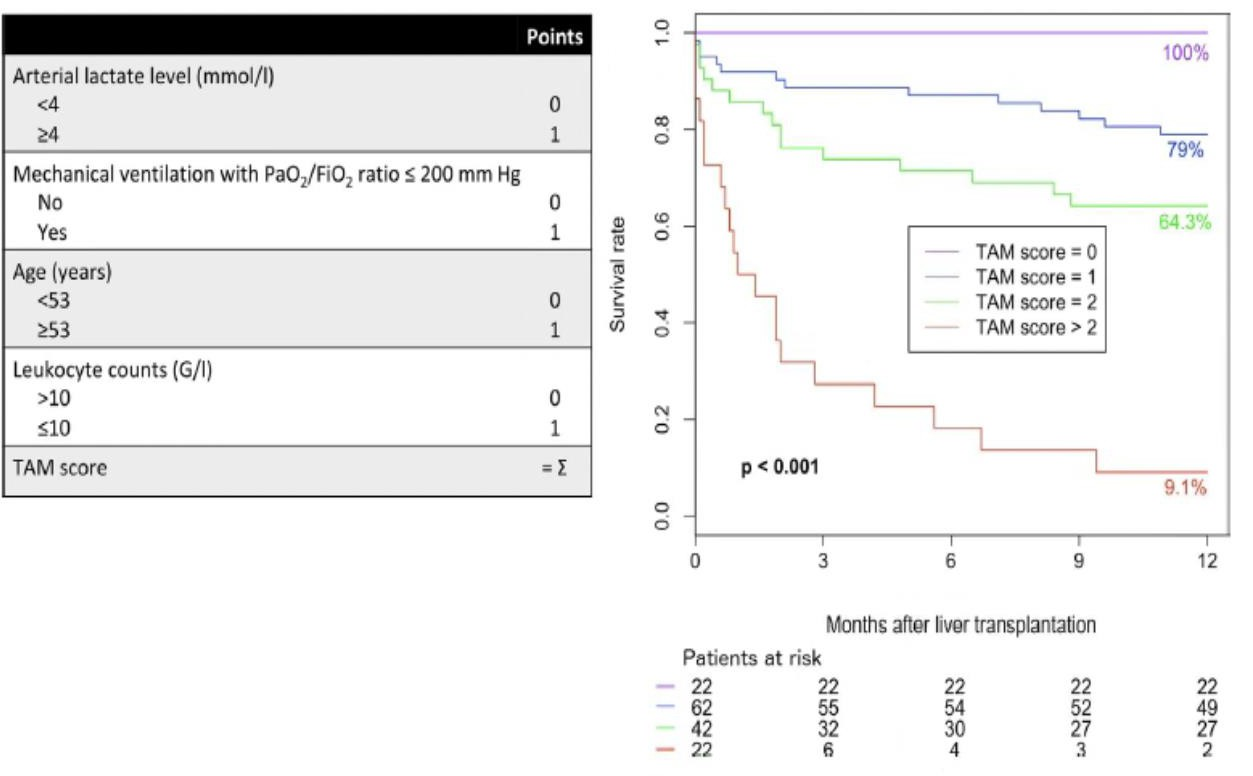 Points
Arterial lactate level (mmol/l)
<4 0
≥4 1
Mechanical ventilation with PaO₂/FiO₂ ratio ≤ 200 mm Hg
No 0
Yes 1
Age (years)
<53 0
≥53 1
Leukocyte counts (G/l)
>10 0
≤10 1
TAM score = Σ
Survival rate
1.0
0.8
0.6
0.4
0.2
0.0
100%
79%
64.3%
9.1%
TAM score = 0
TAM score = 1
TAM score = 2
TAM score > 2
p < 0.001
0 3 6 9 12
Months after liver transplantation
Patients at risk
22 22 22 22 22
62 55 54 52 49
42 32 30 27 27
22 6 4 3 2